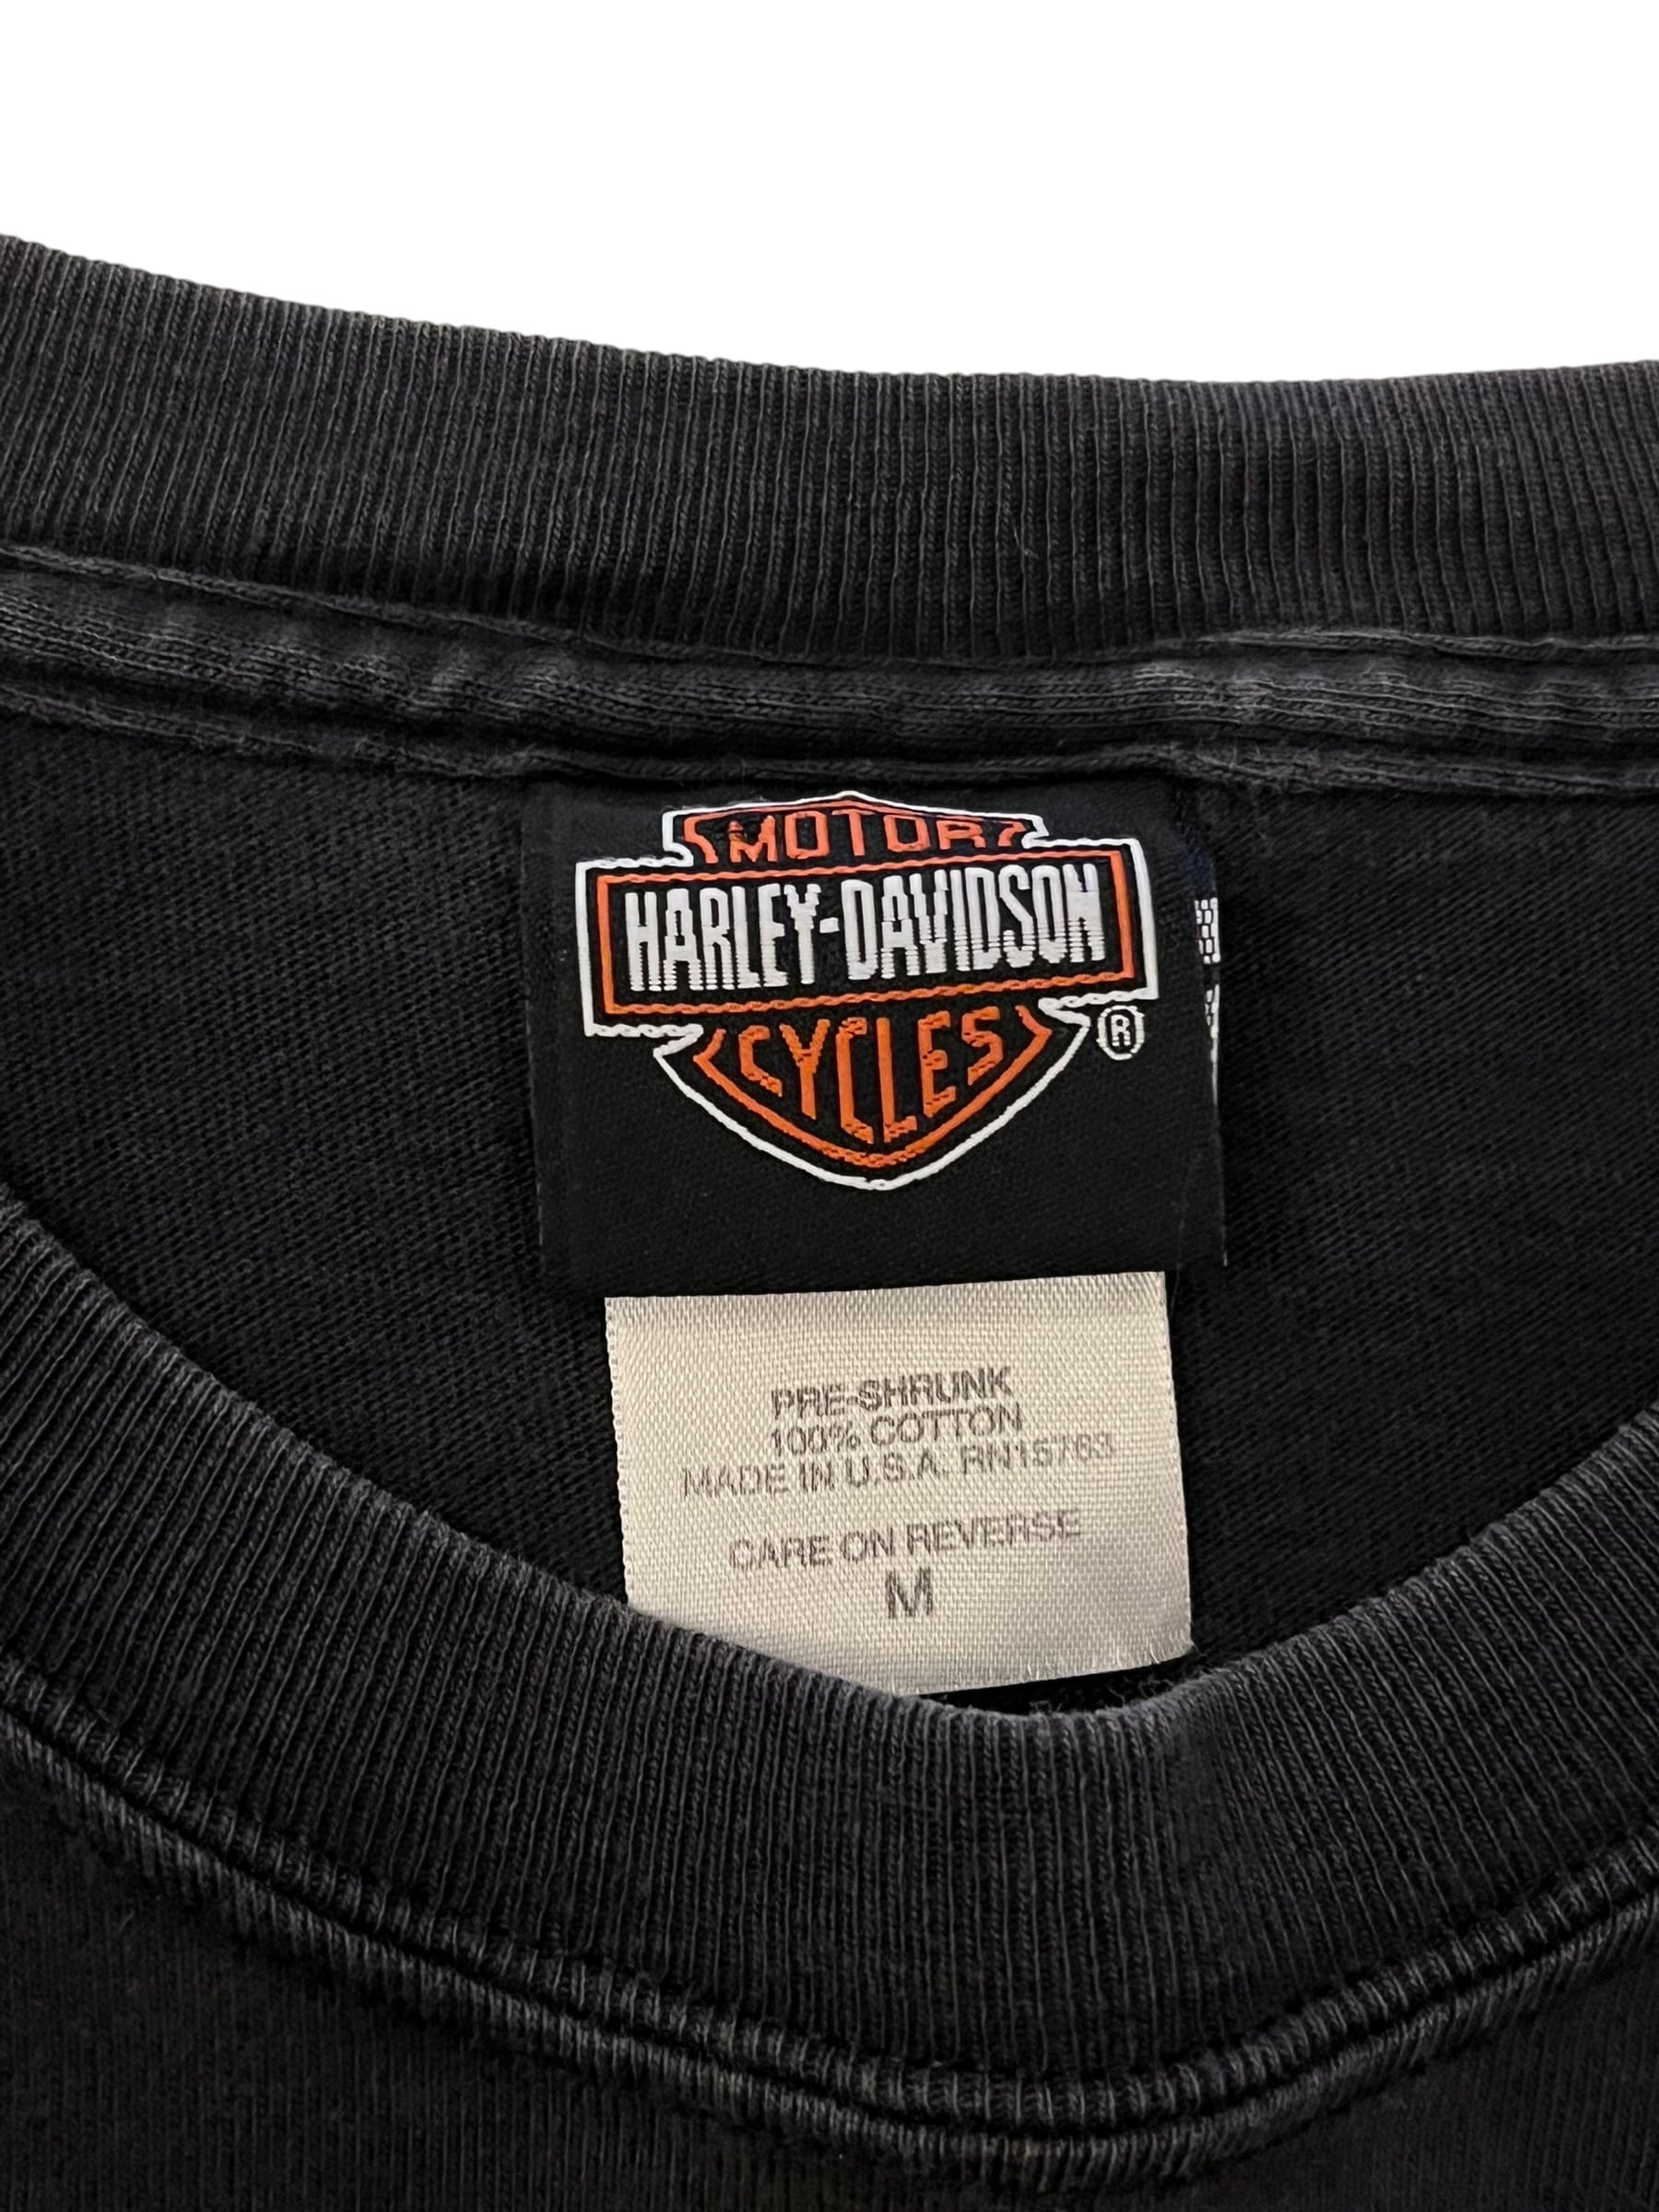 MOTOR
HARLEY-DAVIDSON
CYCLES
®
PRE-SHRUNK
100% COTTON
MADE IN U.S.A. RN15763
CARE ON REVERSE
M